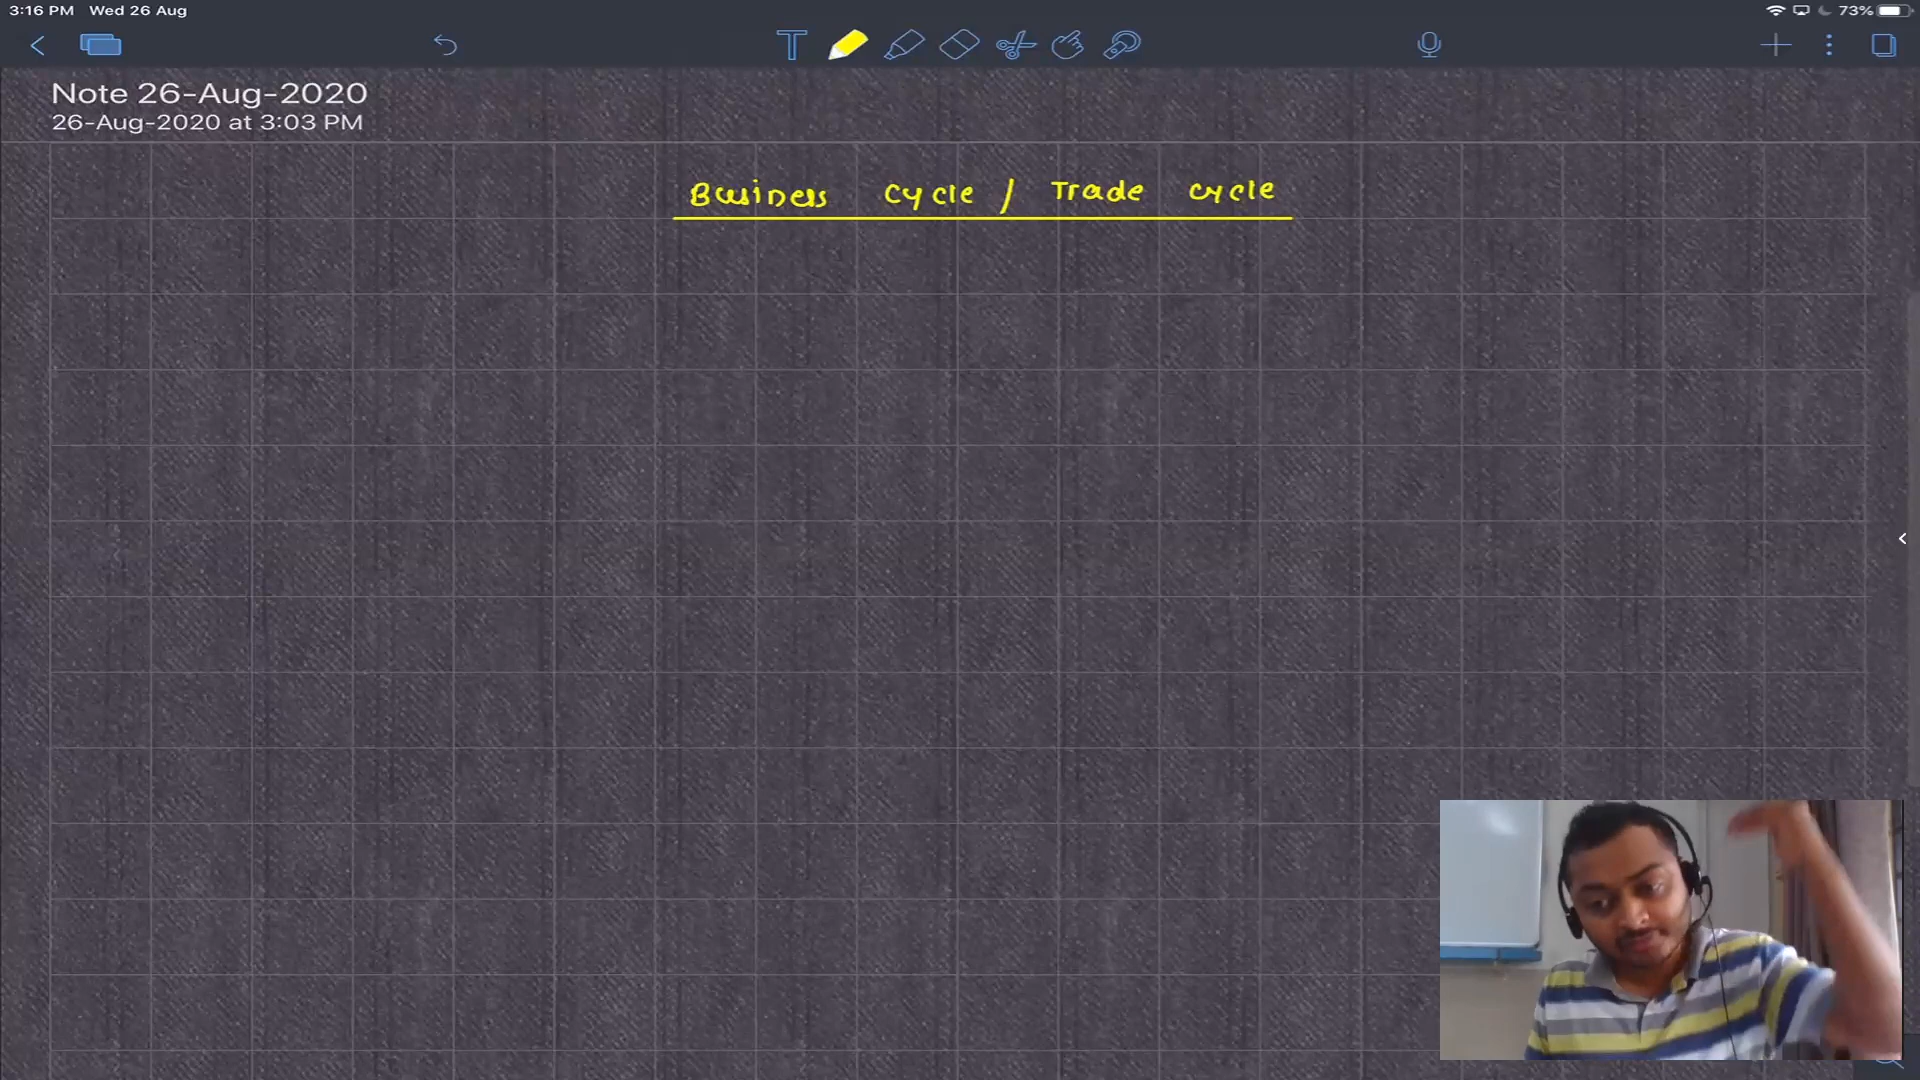 3:16 PM Wed 26 Aug
73%
T
Note 26-Aug-2020
26-Aug-2020 at 3:03 PM
Business cycle / Trade cycle